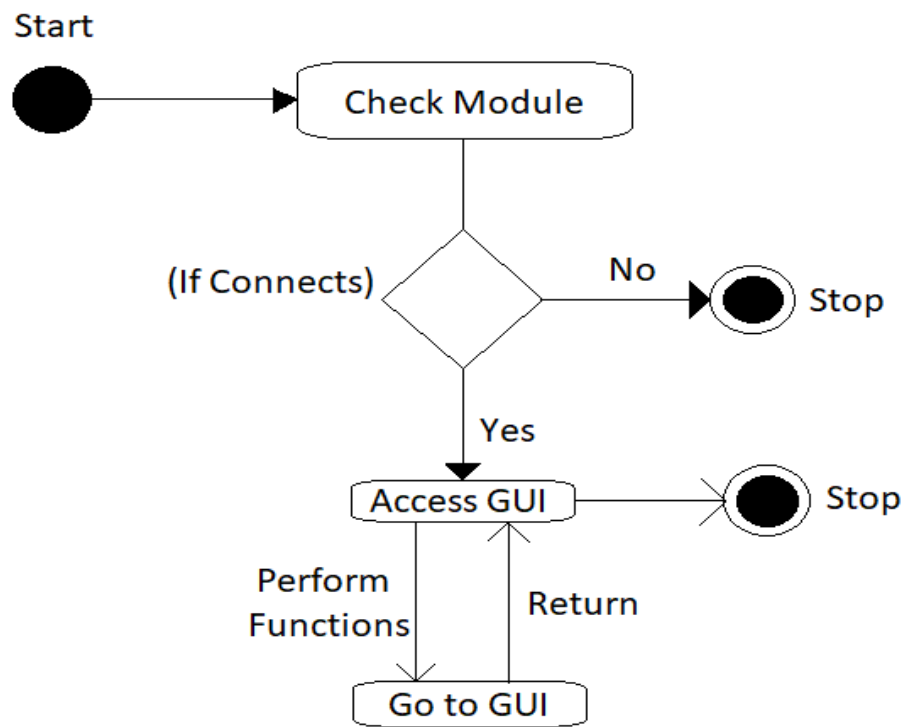 Start
Check Module
(If Connects)
No
Stop
Yes
Access GUI
Stop
Perform
Functions
Return
Go to GUI